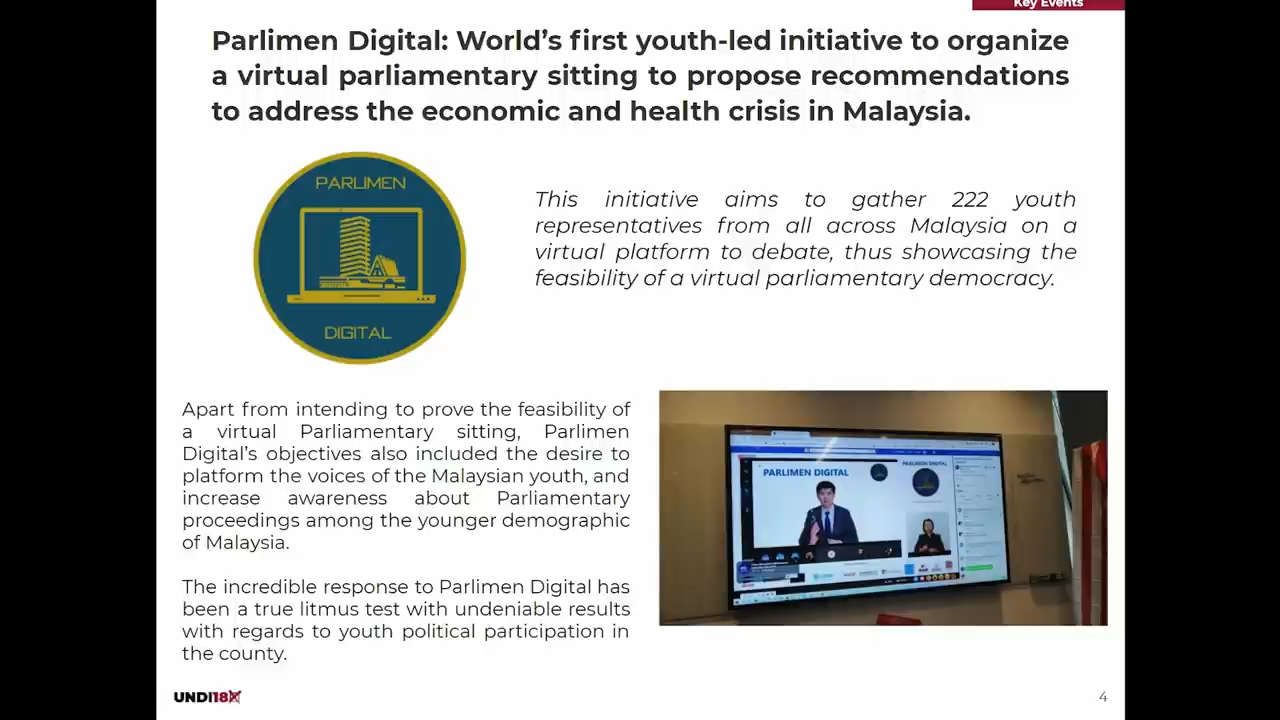 Key Events
Parlimen Digital: World's first youth-led initiative to organize
a virtual parliamentary sitting to propose recommendations
to address the economic and health crisis in Malaysia.
PARLIMEN
DIGITAL
This initiative aims to gather 222 youth
representatives from all across Malaysia on a
virtual platform to debate, thus showcasing the
feasibility of a virtual parliamentary democracy.
Apart from intending to prove the feasibility of
a virtual Parliamentary sitting, Parlimen
Digital's objectives also included the desire to
platform the voices of the Malaysian youth, and
increase awareness about Parliamentary
proceedings among the younger demographic
of Malaysia.
The incredible response to Parlimen Digital has
been a true litmus test with undeniable results
with regards to youth political participation in
the county.
PARLIMEN DIGITAL
PARLIMEN DIGITAL
UNDI18
4